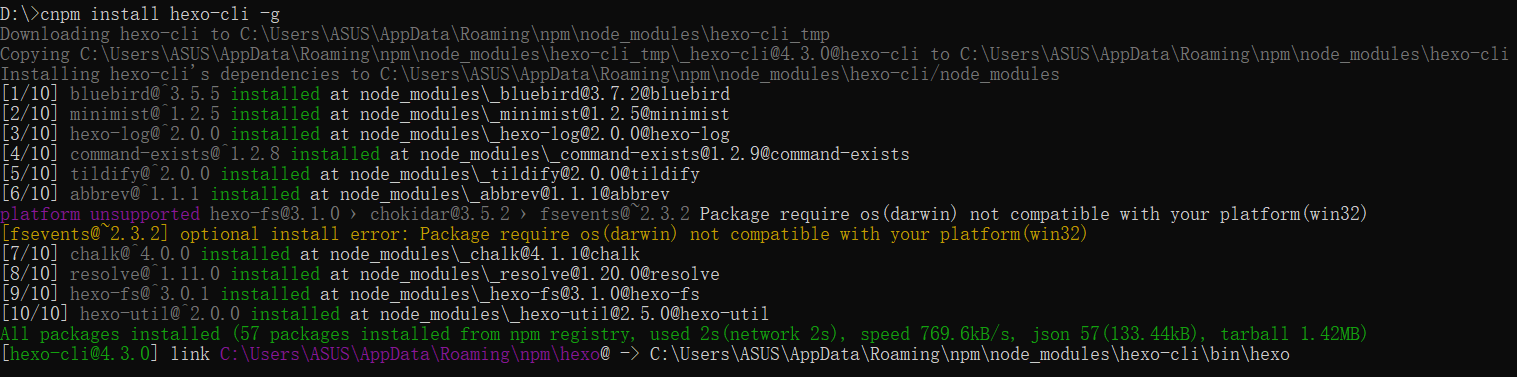 D:\>cnpm install hexo-cli -g
Downloading hexo-cli to C:\Users\ASUS\AppData\Roaming\npm\node_modules\hexo-cli_tmp
Copying C:\Users\ASUS\AppData\Roaming\npm\node_modules\hexo-cli_tmp\_hexo-cli@4.3.0@hexo-cli to C:\Users\ASUS\AppData\Roaming\npm\node_modules\hexo-cli
Installing hexo-cli's dependencies to C:\Users\ASUS\AppData\Roaming\npm\node_modules\hexo-cli/node_modules
[1/10] bluebird@^3.5.5 installed at node_modules\_bluebird@3.7.2@bluebird
[2/10] minimist@^1.2.5 installed at node_modules\_minimist@1.2.5@minimist
[3/10] hexo-log@^2.0.0 installed at node_modules\_hexo-log@2.0.0@hexo-log
[4/10] command-exists@^1.2.8 installed at node_modules\_command-exists@1.2.9@command-exists
[5/10] tildify@^2.0.0 installed at node_modules\_tildify@2.0.0@tildify
[6/10] abbrev@^1.1.1 installed at node_modules\_abbrev@1.1.1@abbrev
platform unsupported hexo-fs@3.1.0 › chokidar@3.5.2 › fsevents@~2.3.2 Package require os(darwin) not compatible with your platform(win32)
[fsevents@~2.3.2] optional install error: Package require os(darwin) not compatible with your platform(win32)
[7/10] chalk@^4.0.0 installed at node_modules\_chalk@4.1.1@chalk
[8/10] resolve@^1.11.0 installed at node_modules\_resolve@1.20.0@resolve
[9/10] hexo-fs@^3.0.1 installed at node_modules\_hexo-fs@3.1.0@hexo-fs
[10/10] hexo-util@^2.0.0 installed at node_modules\_hexo-util@2.5.0@hexo-util
All packages installed (57 packages installed from npm registry, used 2s(network 2s), speed 769.6kB/s, json 57(133.44kB), tarball 1.42MB)
[hexo-cli@4.3.0] link C:\Users\ASUS\AppData\Roaming\npm\hexo@ -> C:\Users\ASUS\AppData\Roaming\npm\node_modules\hexo-cli\bin\hexo